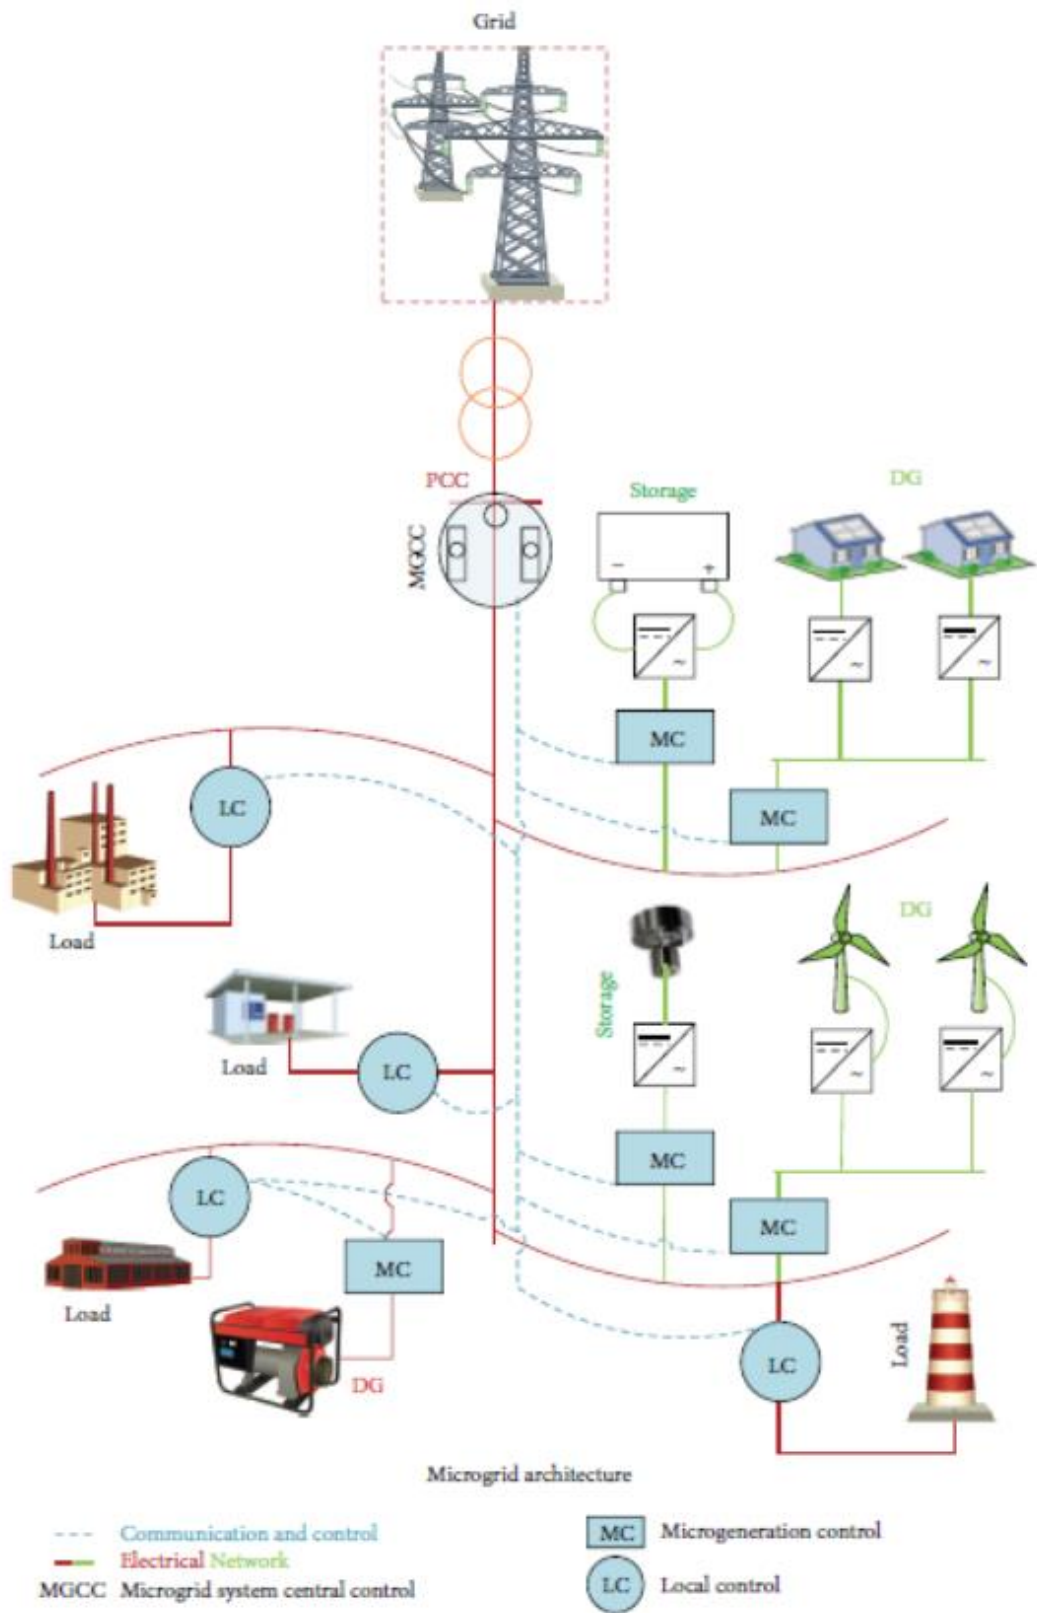 Grid
PCC
MGCC
Storage
DG
− +
~
~
~
MC
LC
MC
Load
DG
Storage
Load
LC
~
~
~
MC
LC
MC
MC
Load
DG
LC
Load
Microgrid architecture
Communication and control
Electrical Network
MGCC Microgrid system central control
MC Microgeneration control
LC Local control